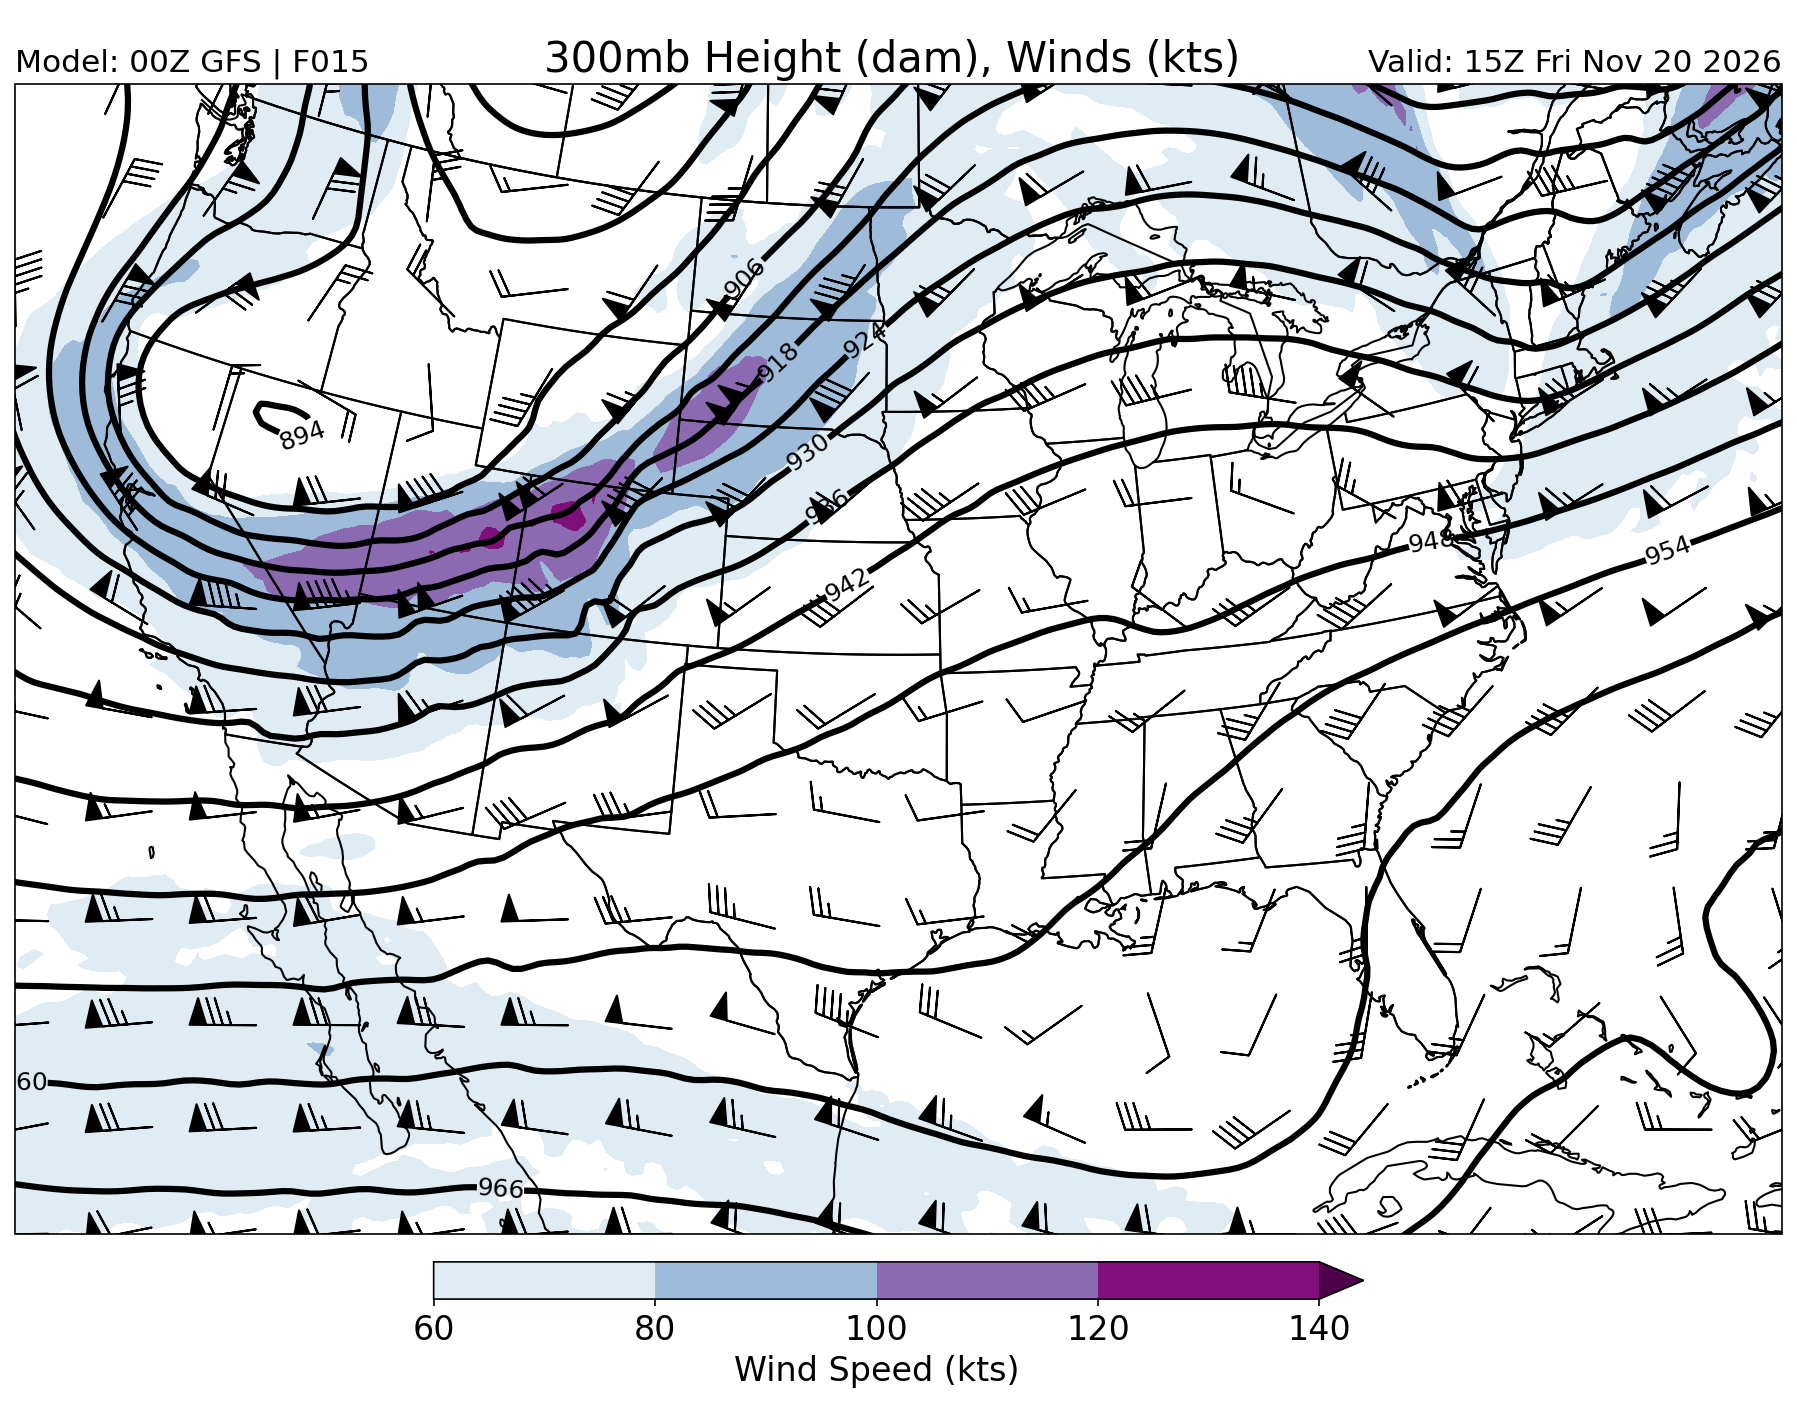 Model: 00Z GFS | F015
300mb Height (dam), Winds (kts)
Valid: 15Z Fri Nov 20 2026
906
918
924
894
930
936
948
954
942
60
966
60 80 100 120 140
Wind Speed (kts)